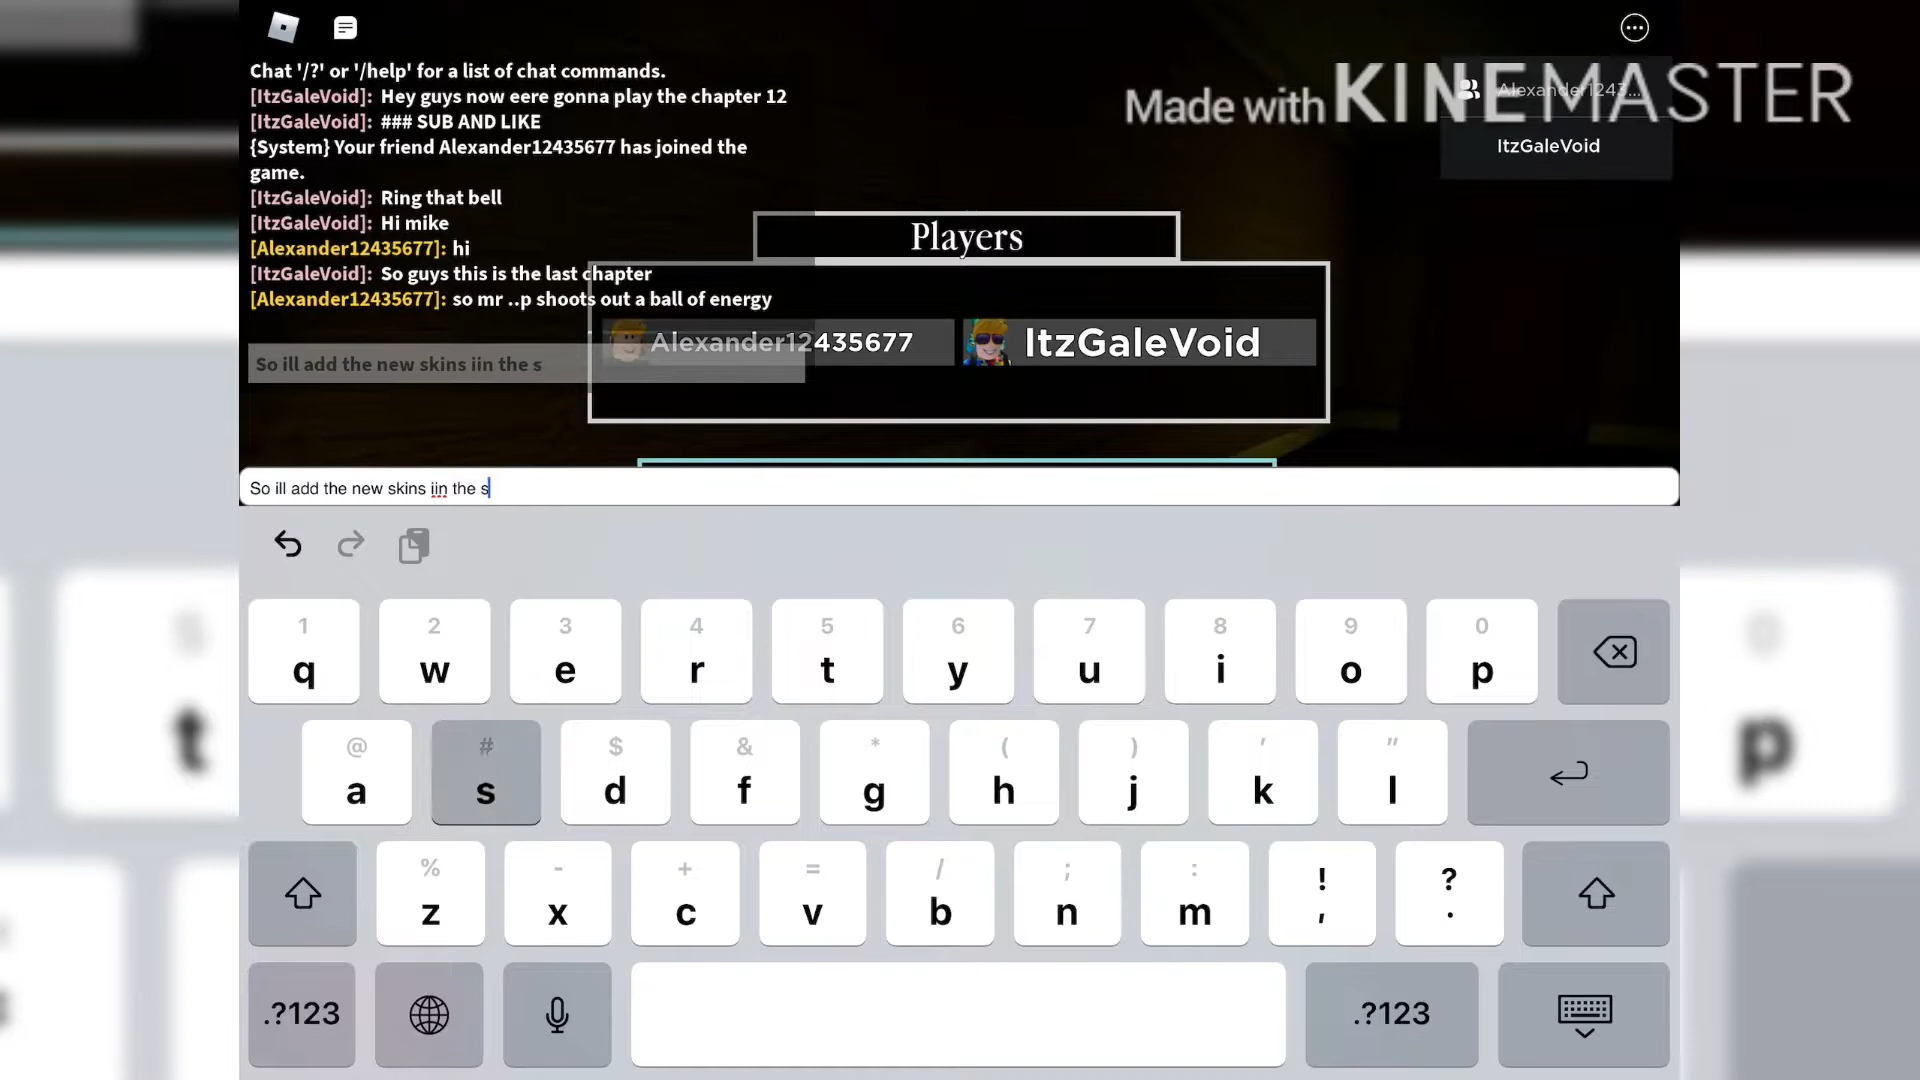 Chat '/?' or '/help' for a list of chat commands.
[ItzGaleVoid]: Hey guys now eere gonna play the chapter 12
[ItzGaleVoid]: ### SUB AND LIKE
{System} Your friend Alexander12435677 has joined the
game.
[ItzGaleVoid]: Ring that bell
[ItzGaleVoid]: Hi mike
[Alexander12435677]: hi
[ItzGaleVoid]: So guys this is the last chapter
[Alexander12435677]: so mr ..p shoots out a ball of energy
So ill add the new skins iin the s
Made with KINEMASTER
Alexander1243...
ItzGaleVoid
Players
Alexander12435677 ItzGaleVoid
So ill add the new skins iin the s
1 2 3 4 5 6 7 8 9 0
q w e r t y u i o p
@ # $ & * ( ) ' "
a s d f g h j k l
% - + = / ; : ! ?
z x c v b n m , .
.?123 .?123
t p